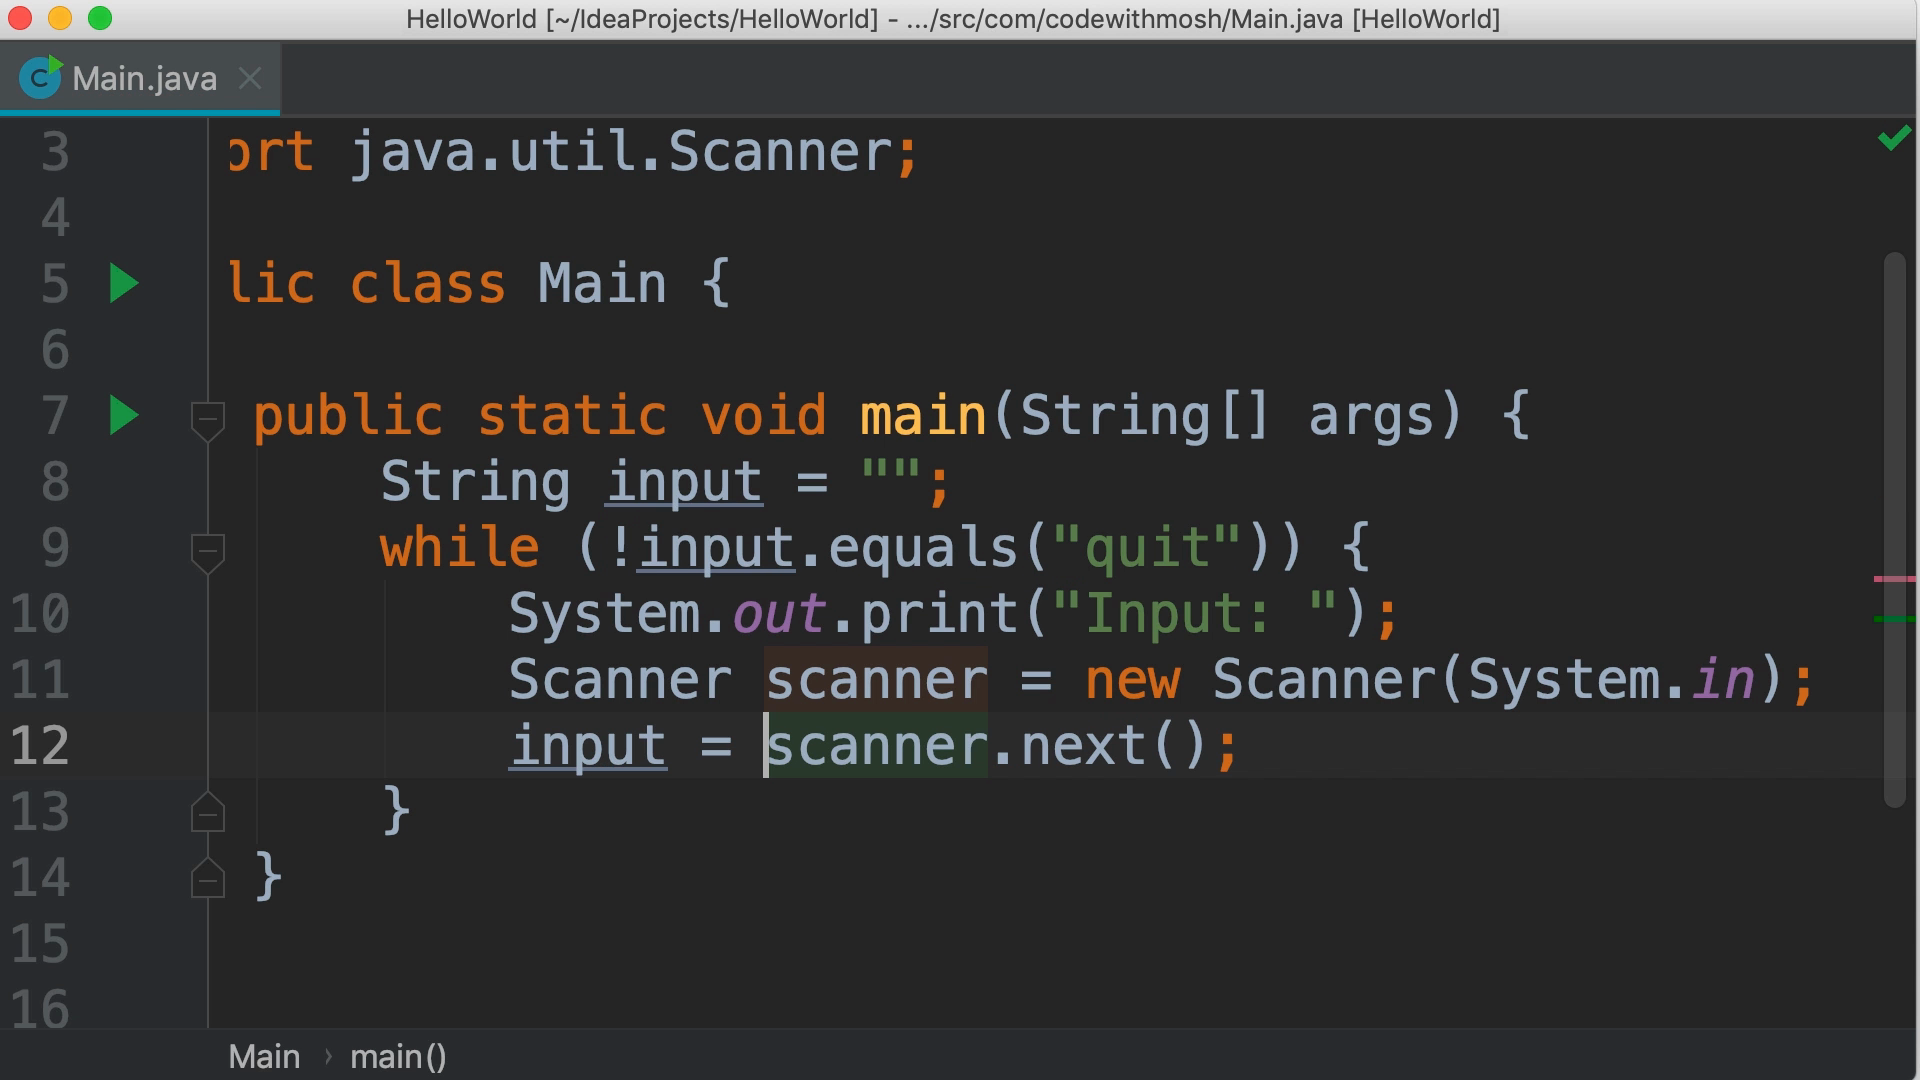 HelloWorld [~/IdeaProjects/HelloWorld] - .../src/com/codewithmosh/Main.java [HelloWorld]
Main.java
3 ort java.util.Scanner;
4
5 lic class Main {
6
7 public static void main(String[] args) {
8 String input = "";
9 while (!input.equals("quit")) {
10 System.out.print("Input: ");
11 Scanner scanner = new Scanner(System.in);
12 input = scanner.next();
13 }
14 }
15
16
Main › main()